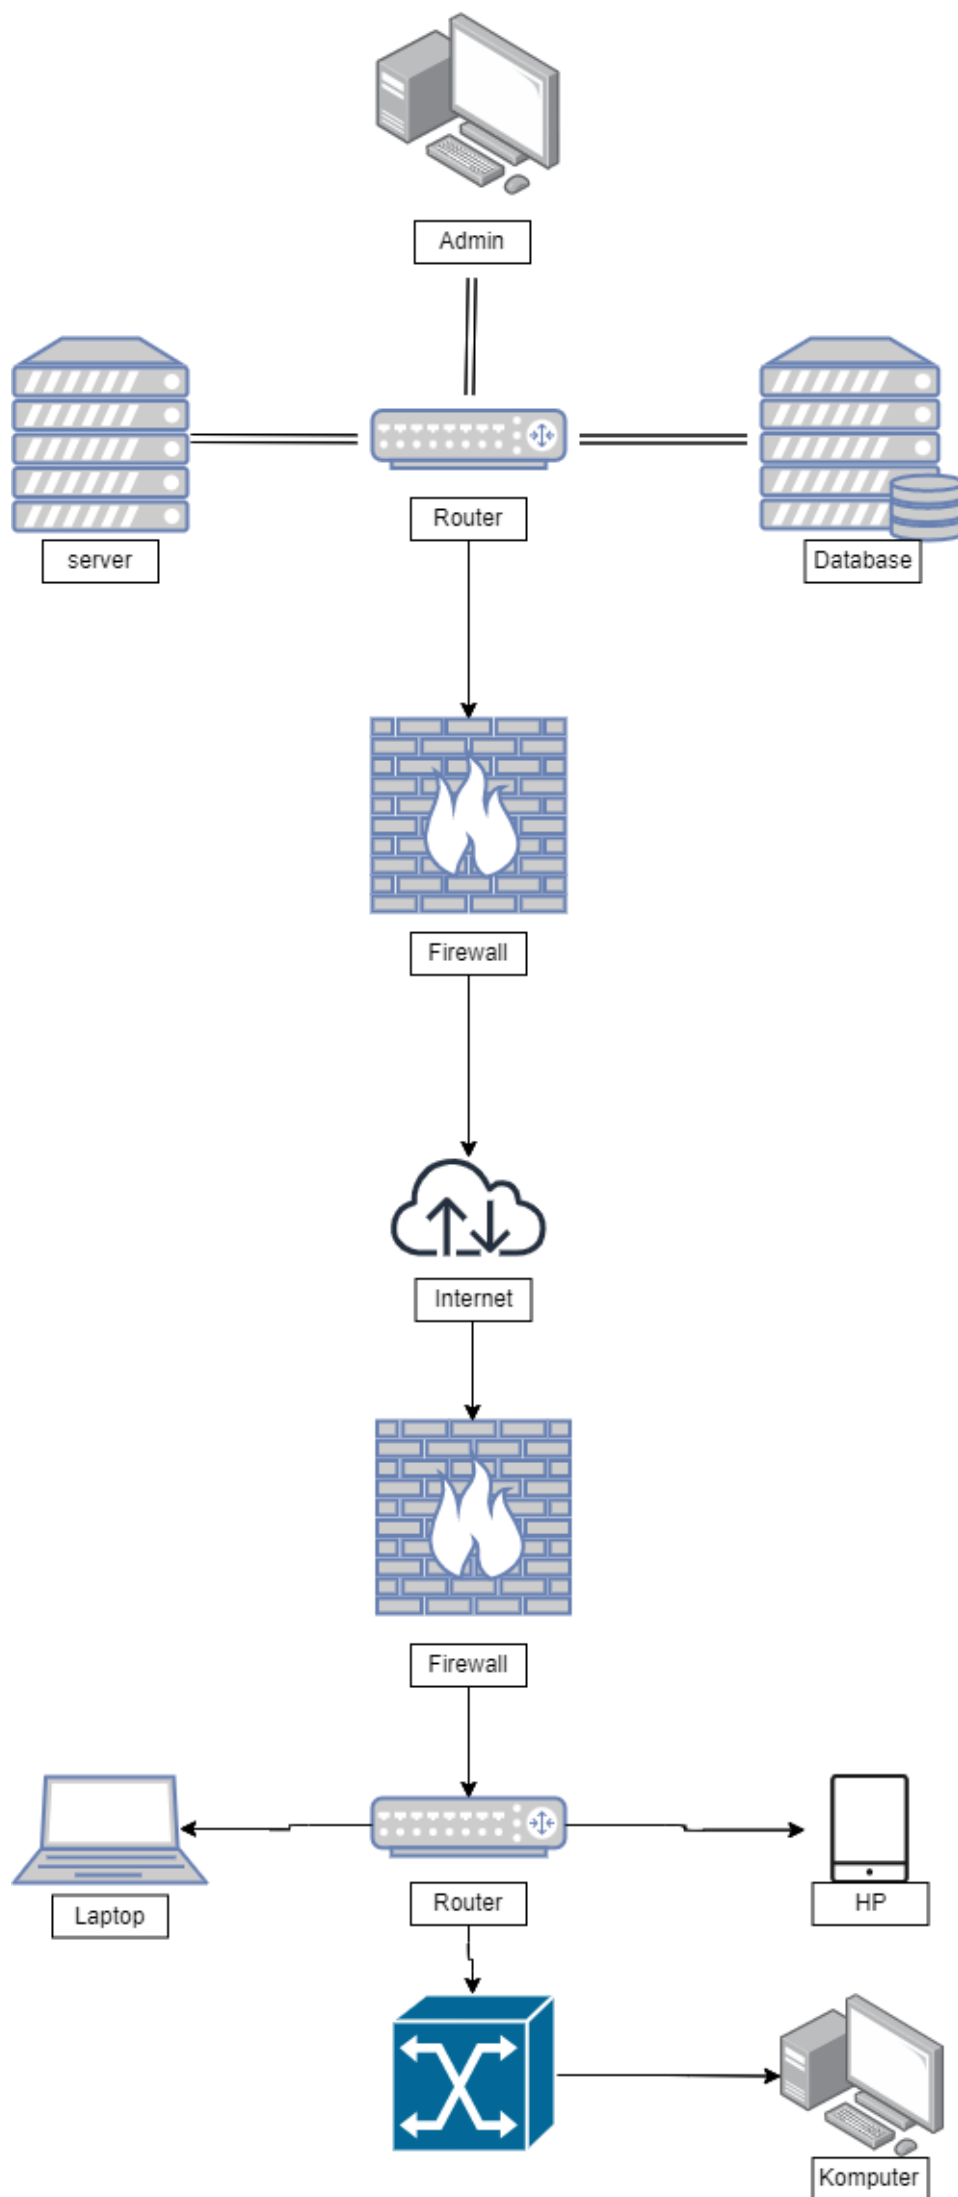 Admin
Router
server
Database
Firewall
Internet
Firewall
Router
Laptop
HP
Komputer